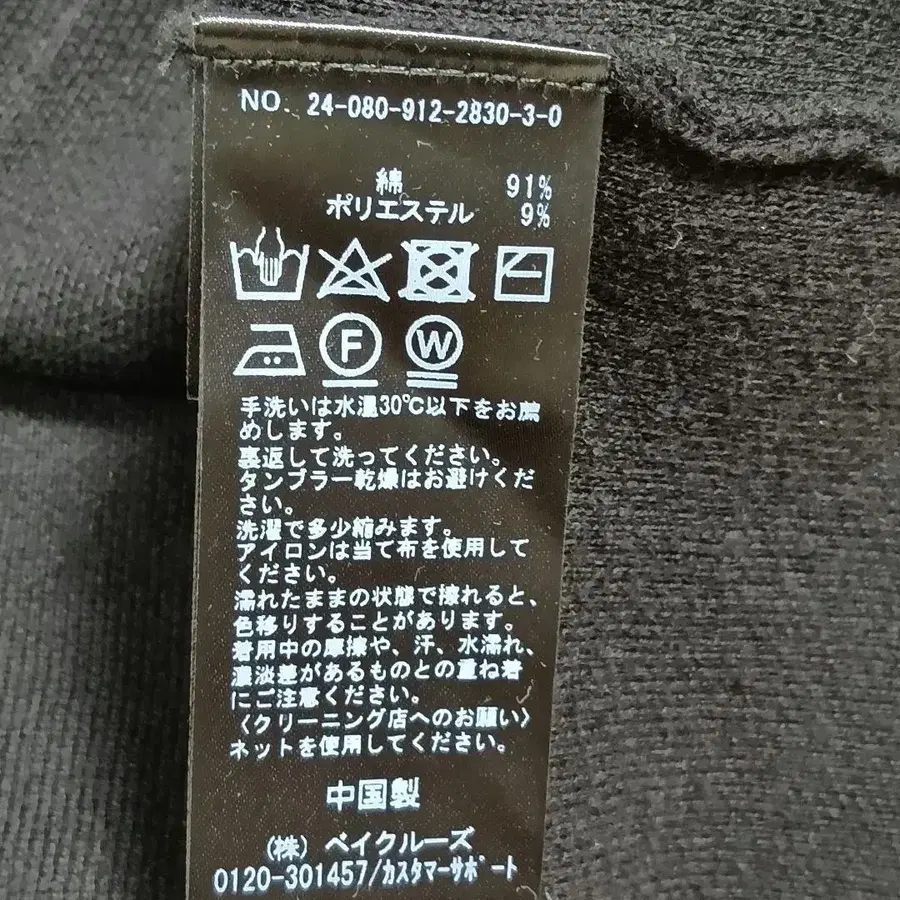 NO. 24-080-912-2830-3-0
綿 91%
ポリエステル 9%
F W
手洗いは水温30℃以下をお薦
めします。
裏返して洗ってください。
タンブラー乾燥はお避けくだ
さい。
洗濯で多少縮みます。
アイロンは当て布を使用して
ください。
濡れたままの状態で擦れると、
色移りすることがあります。
着用中の摩擦や、汗、水濡れ、
濃淡差があるものとの重ね着
にご注意ください。
〈クリーニング店へのお願い〉
ネットを使用してください。
中国製
(株) ベイクルーズ
0120-301457/カスタマーサポート